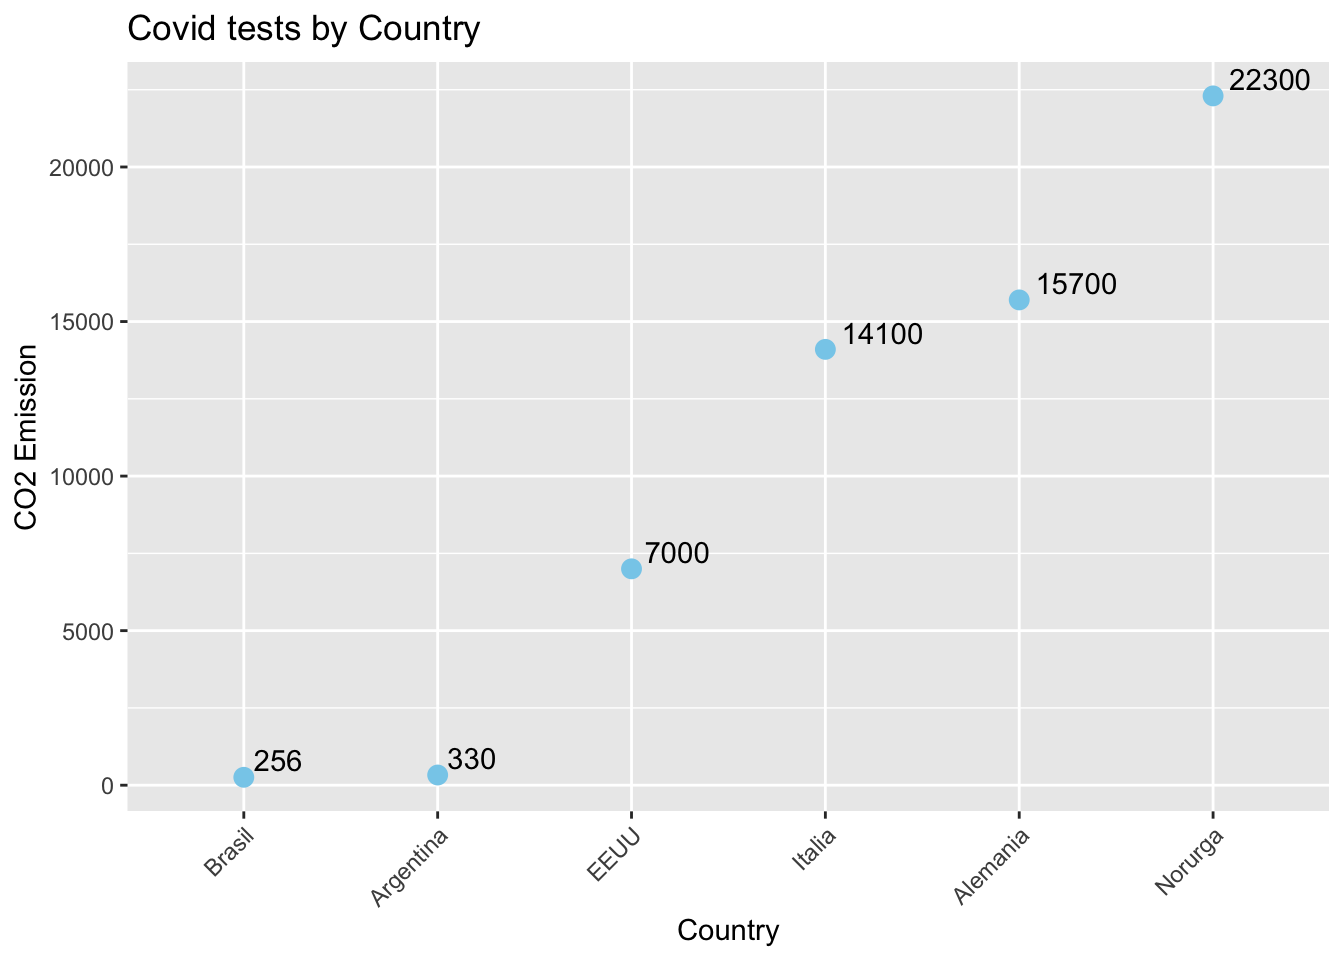 Covid tests by Country
CO2 Emission
20000
15000
10000
5000
0
22300
15700
14100
7000
330
256
Brasil
Argentina
EEUU
Italia
Alemania
Norurga
Country